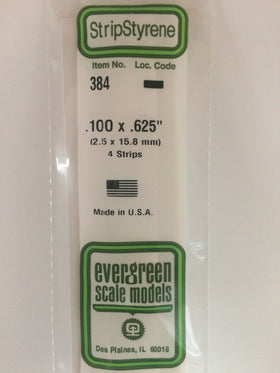 StripStyrene
Item No. Loc. Code
384
.100 x .625"
(2.5 x 15.8 mm)
4 Strips
Made in U.S.A.
evergreen
scale models
Des Plaines, IL 60018